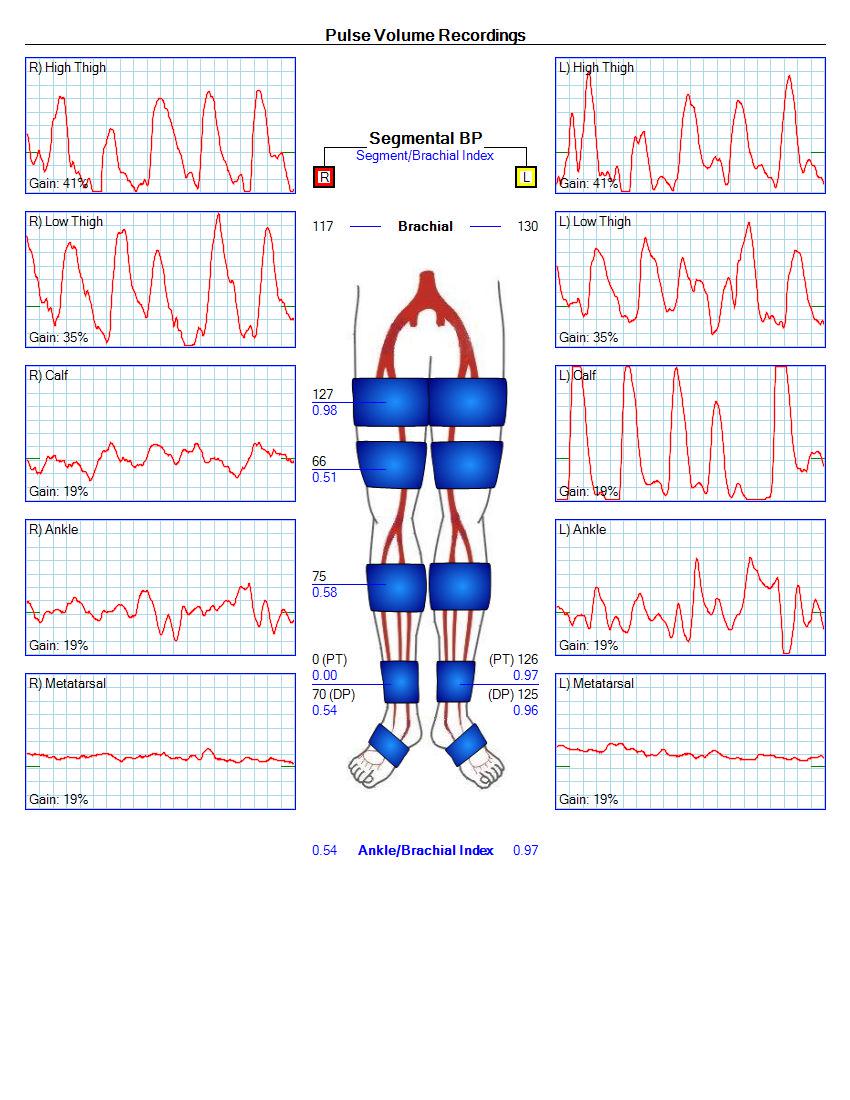 Pulse Volume Recordings
R) High Thigh
Gain: 41%
R) Low Thigh
Gain: 35%
R) Calf
Gain: 19%
R) Ankle
Gain: 19%
R) Metatarsal
Gain: 19%
Segmental BP
Segment/Brachial Index
R
L
117 Brachial 130
127
0.98
66
0.51
75
0.58
0 (PT) (PT) 126
0.00 0.97
70 (DP) (DP) 125
0.54 0.96
0.54 Ankle/Brachial Index 0.97
L) High Thigh
Gain: 41%
L) Low Thigh
Gain: 35%
L) Calf
Gain: 19%
L) Ankle
Gain: 19%
L) Metatarsal
Gain: 19%